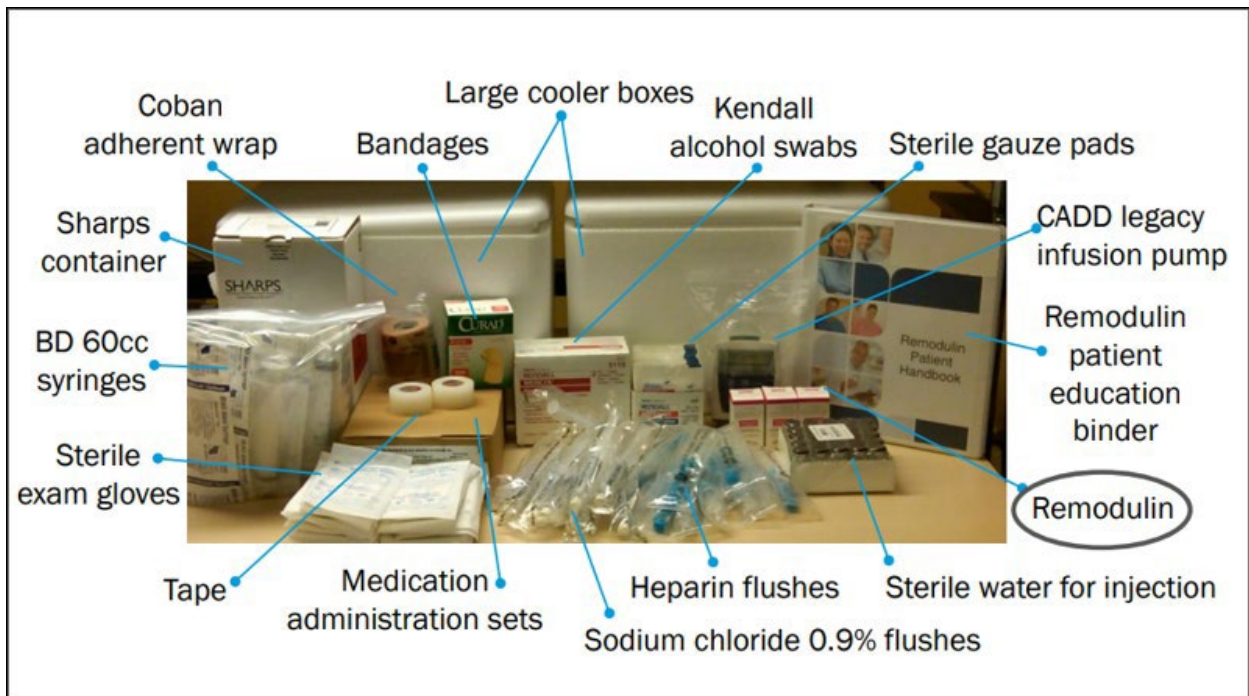 Large cooler boxes
Coban
adherent wrap
Bandages
Kendall
alcohol swabs
Sterile gauze pads
Sharps
container
CADD legacy
infusion pump
SHARPS
CURAD
Remodulin
Patient
Handbook
BD 60cc
syringes
Remodulin
patient
education
binder
Sterile
exam gloves
Remodulin
Tape
Medication
administration sets
Heparin flushes
Sterile water for injection
Sodium chloride 0.9% flushes